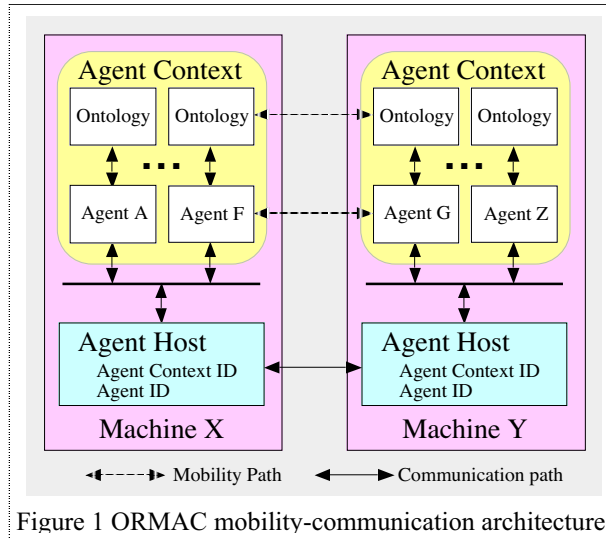 Agent Context Agent Context
Ontology Ontology Ontology Ontology
... ...
Agent A Agent F Agent G Agent Z
Agent Host Agent Host
Agent Context ID Agent Context ID
Agent ID Agent ID
Machine X Machine Y
Mobility Path Communication path
Figure 1 ORMAC mobility-communication architecture